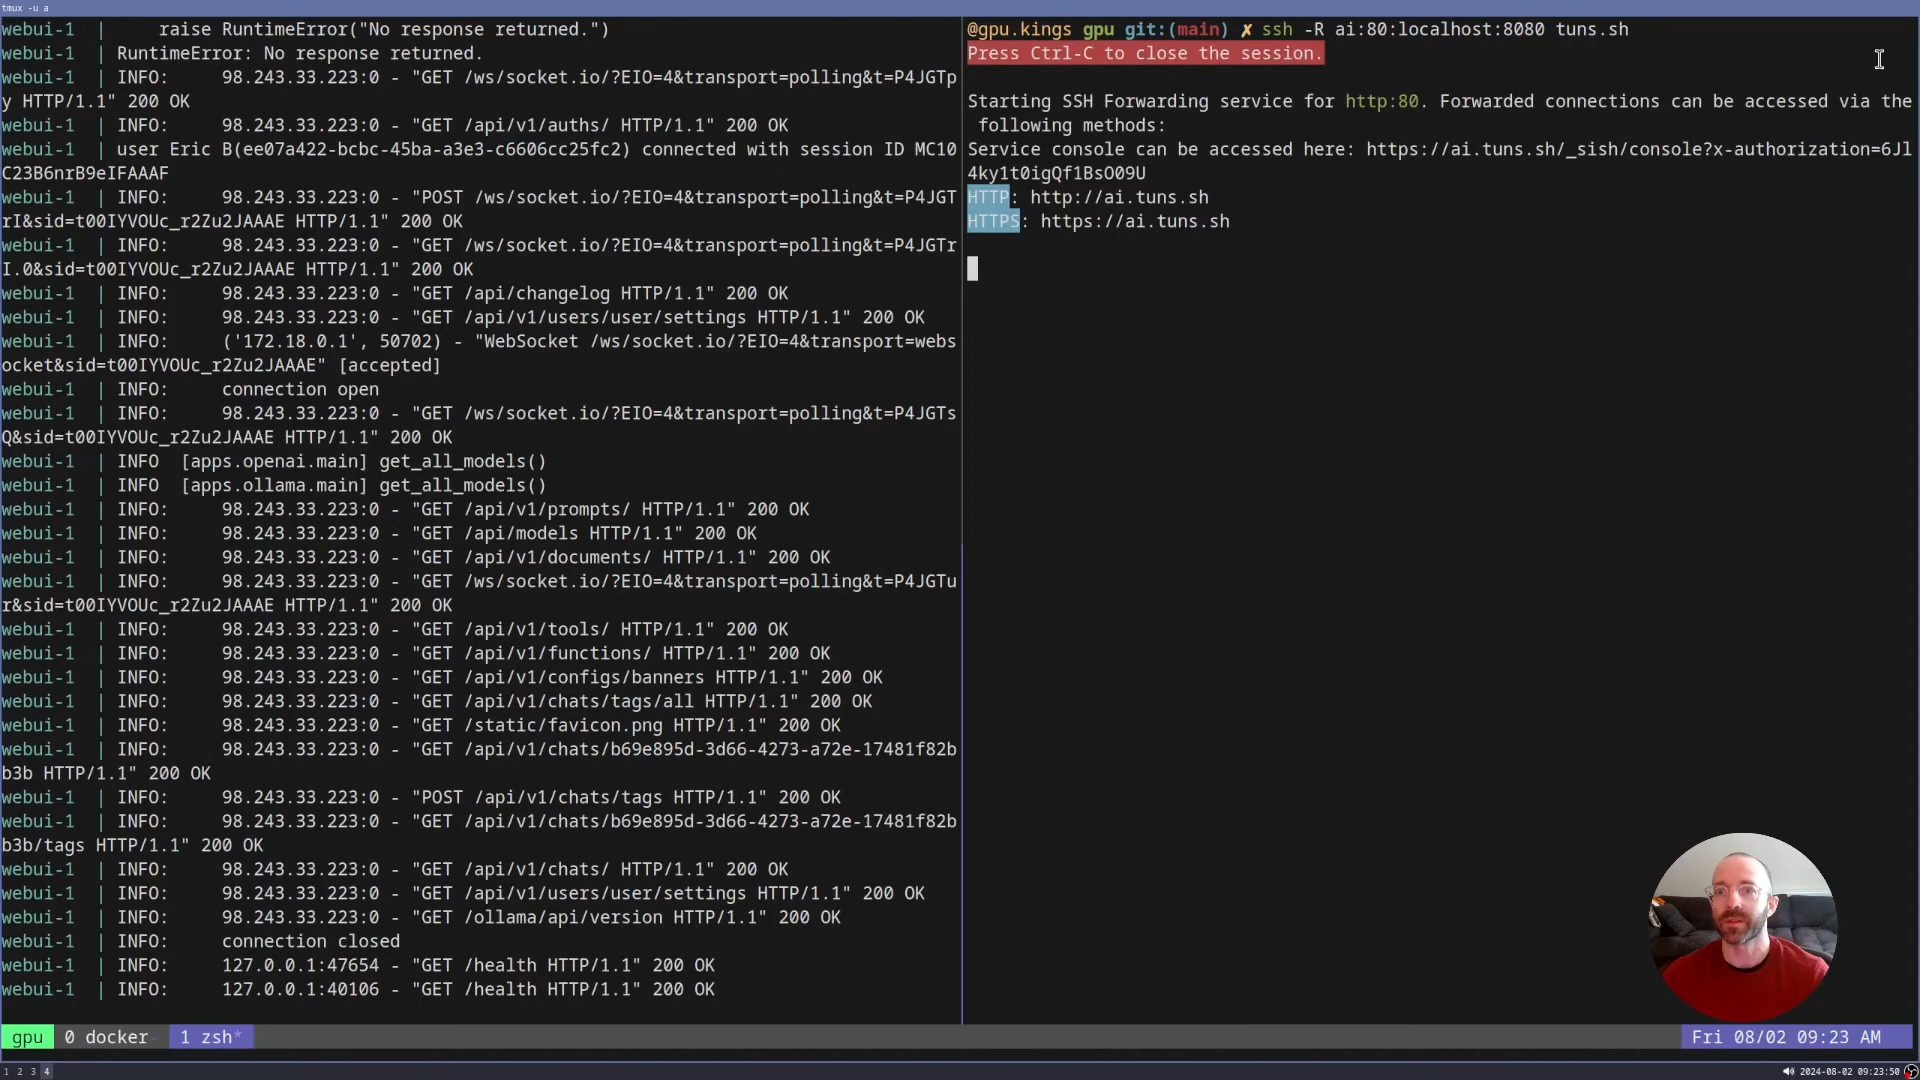 tmux -u a
webui-1  |     raise RuntimeError("No response returned.")
webui-1  | RuntimeError: No response returned.
webui-1  | INFO:     98.243.33.223:0 - "GET /ws/socket.io/?EIO=4&transport=polling&t=P4JGTp
y HTTP/1.1" 200 OK
webui-1  | INFO:     98.243.33.223:0 - "GET /api/v1/auths/ HTTP/1.1" 200 OK
webui-1  | user Eric B(ee07a422-bcbc-45ba-a3e3-c6606cc25fc2) connected with session ID MC10
C23B6nrB9eIFAAAF
webui-1  | INFO:     98.243.33.223:0 - "POST /ws/socket.io/?EIO=4&transport=polling&t=P4JGT
rI&sid=t00IYVOUc_r2Zu2JAAAE HTTP/1.1" 200 OK
webui-1  | INFO:     98.243.33.223:0 - "GET /ws/socket.io/?EIO=4&transport=polling&t=P4JGTr
I.0&sid=t00IYVOUc_r2Zu2JAAAE HTTP/1.1" 200 OK
webui-1  | INFO:     98.243.33.223:0 - "GET /api/changelog HTTP/1.1" 200 OK
webui-1  | INFO:     98.243.33.223:0 - "GET /api/v1/users/user/settings HTTP/1.1" 200 OK
webui-1  | INFO:     ('172.18.0.1', 50702) - "WebSocket /ws/socket.io/?EIO=4&transport=webs
ocket&sid=t00IYVOUc_r2Zu2JAAAE" [accepted]
webui-1  | INFO:     connection open
webui-1  | INFO:     98.243.33.223:0 - "GET /ws/socket.io/?EIO=4&transport=polling&t=P4JGTs
Q&sid=t00IYVOUc_r2Zu2JAAAE HTTP/1.1" 200 OK
webui-1  | INFO  [apps.openai.main] get_all_models()
webui-1  | INFO  [apps.ollama.main] get_all_models()
webui-1  | INFO:     98.243.33.223:0 - "GET /api/v1/prompts/ HTTP/1.1" 200 OK
webui-1  | INFO:     98.243.33.223:0 - "GET /api/models HTTP/1.1" 200 OK
webui-1  | INFO:     98.243.33.223:0 - "GET /api/v1/documents/ HTTP/1.1" 200 OK
webui-1  | INFO:     98.243.33.223:0 - "GET /ws/socket.io/?EIO=4&transport=polling&t=P4JGTu
r&sid=t00IYVOUc_r2Zu2JAAAE HTTP/1.1" 200 OK
webui-1  | INFO:     98.243.33.223:0 - "GET /api/v1/tools/ HTTP/1.1" 200 OK
webui-1  | INFO:     98.243.33.223:0 - "GET /api/v1/functions/ HTTP/1.1" 200 OK
webui-1  | INFO:     98.243.33.223:0 - "GET /api/v1/configs/banners HTTP/1.1" 200 OK
webui-1  | INFO:     98.243.33.223:0 - "GET /api/v1/chats/tags/all HTTP/1.1" 200 OK
webui-1  | INFO:     98.243.33.223:0 - "GET /static/favicon.png HTTP/1.1" 200 OK
webui-1  | INFO:     98.243.33.223:0 - "GET /api/v1/chats/b69e895d-3d66-4273-a72e-17481f82b
b3b HTTP/1.1" 200 OK
webui-1  | INFO:     98.243.33.223:0 - "POST /api/v1/chats/tags HTTP/1.1" 200 OK
webui-1  | INFO:     98.243.33.223:0 - "GET /api/v1/chats/b69e895d-3d66-4273-a72e-17481f82b
b3b/tags HTTP/1.1" 200 OK
webui-1  | INFO:     98.243.33.223:0 - "GET /api/v1/chats/ HTTP/1.1" 200 OK
webui-1  | INFO:     98.243.33.223:0 - "GET /api/v1/users/user/settings HTTP/1.1" 200 OK
webui-1  | INFO:     98.243.33.223:0 - "GET /ollama/api/version HTTP/1.1" 200 OK
webui-1  | INFO:     connection closed
webui-1  | INFO:     127.0.0.1:47654 - "GET /health HTTP/1.1" 200 OK
webui-1  | INFO:     127.0.0.1:40106 - "GET /health HTTP/1.1" 200 OK
@gpu.kings gpu git:(main) ✗ ssh -R ai:80:localhost:8080 tuns.sh
Press Ctrl-C to close the session.
Starting SSH Forwarding service for http:80. Forwarded connections can be accessed via the
following methods:
Service console can be accessed here: https://ai.tuns.sh/_sish/console?x-authorization=6Jl
4ky1t0igQf1BsO09U
HTTP: http://ai.tuns.sh
HTTPS: https://ai.tuns.sh
gpu  0 docker-  1 zsh*  Fri 08/02 09:23 AM
1 2 3 4  2024-08-02 09:23:50